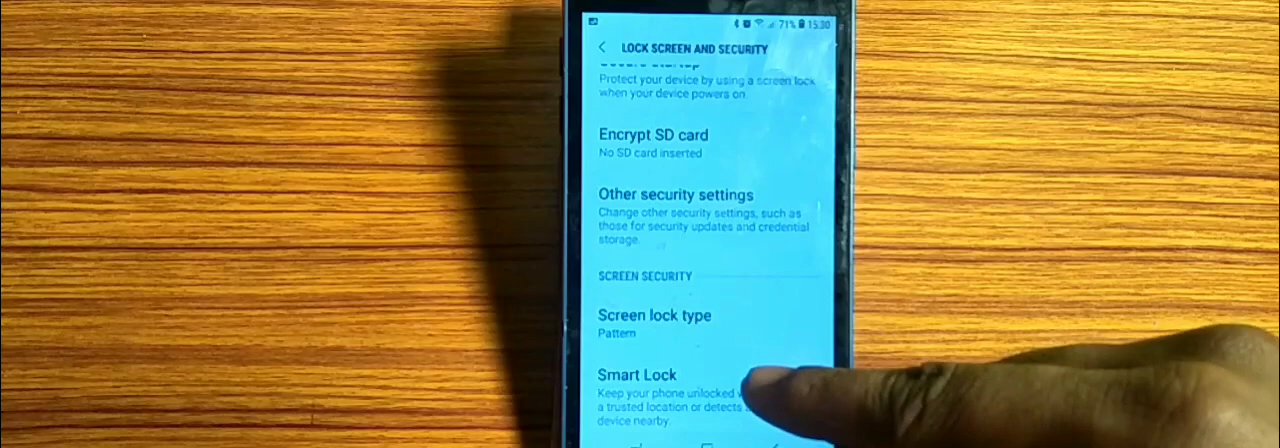 71% 15:30
LOCK SCREEN AND SECURITY
Protect your device by using a screen lock
when your device powers on.
Encrypt SD card
No SD card inserted
Other security settings
Change other security settings, such as
those for security updates and credential
storage.
SCREEN SECURITY
Screen lock type
Pattern
Smart Lock
Keep your phone unlocked
a trusted location or detects
device nearby.